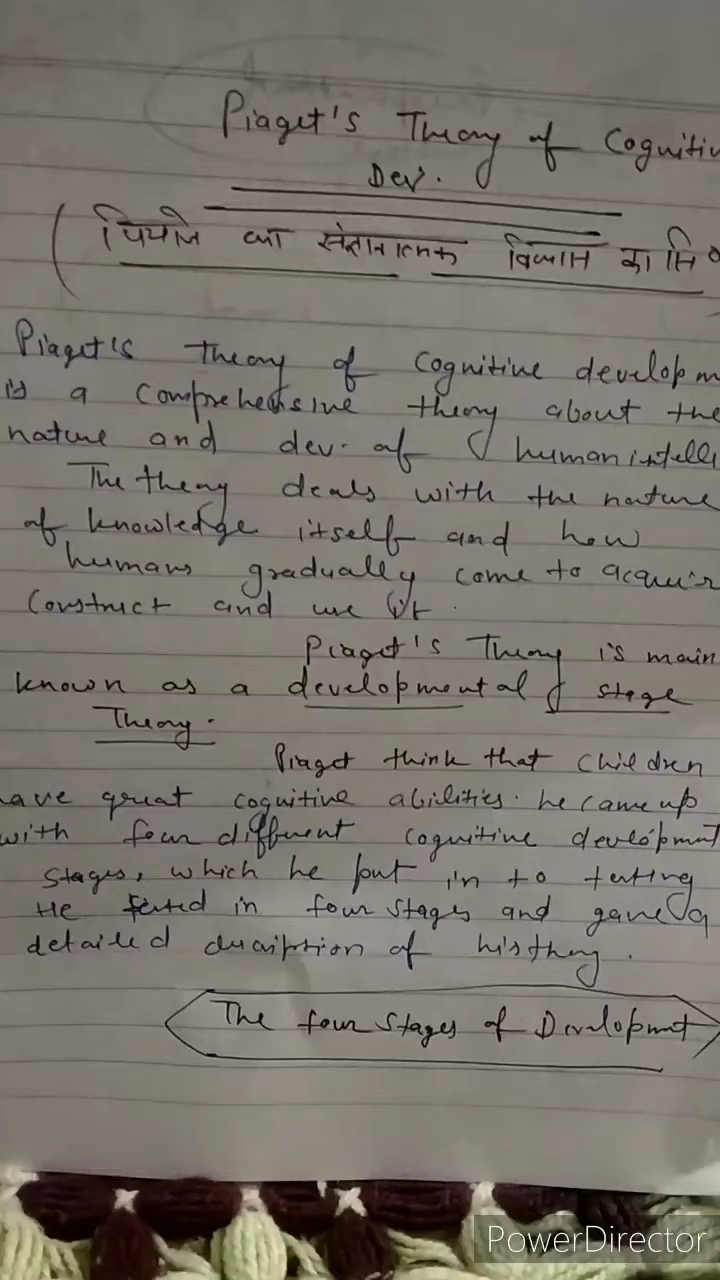 Piaget's Theory of Cognitiv
Dev.
(पियाजे का संज्ञानात्मक विकास का सि
Piaget's theory of cognitive developm
is a comprehensive theory about the
nature and dev. of human intelli
The theory deals with the nature
of knowledge itself and how
humans gradually come to acquir
construct and use it.
Piaget's Theory is main
known as a developmental stage
Theory.
Piaget think that children
ave great cognitive abilities. he came up
with four different cognitive development
stages, which he put in to testing
He in four stages and gave a
detailed description of his theory.
The four stages of Development
PowerDirector